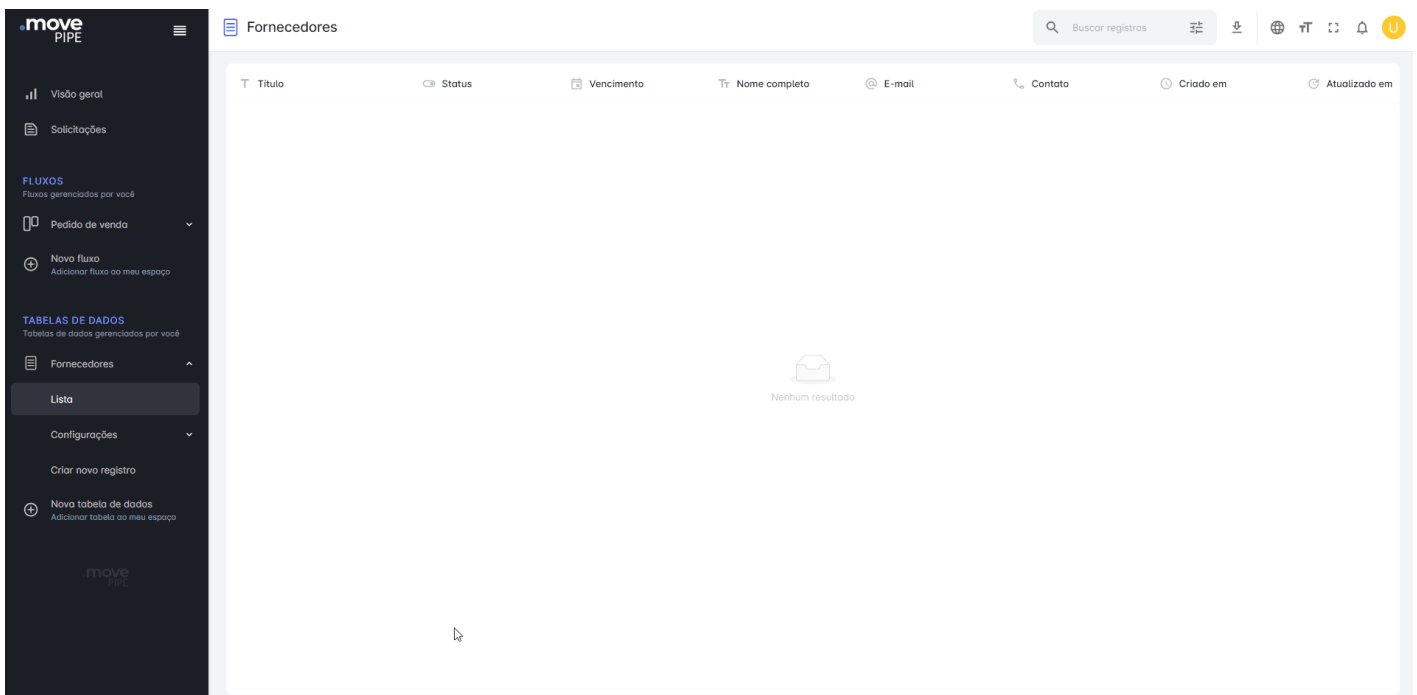 .move
PIPE
Fornecedores
Buscar registros
U
Visão geral
Solicitações
FLUXOS
Fluxos gerenciados por você
Pedido de venda
Novo fluxo
Adicionar fluxo ao meu espaço
TABELAS DE DADOS
Tabelas de dados gerenciados por você
Fornecedores
Lista
Configurações
Criar novo registro
Nova tabela de dados
Adicionar tabela ao meu espaço
.move
PIPE
Título Status Vencimento Nome completo E-mail Contato Criado em Atualizado em
Nenhum resultado